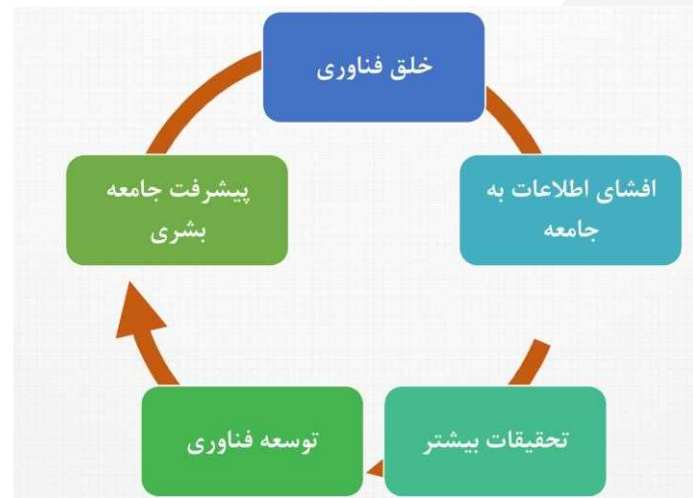 خلق فناوری
افشای اطلاعات به
جامعه
تحقیقات بیشتر
توسعه فناوری
پیشرفت جامعه
بشری